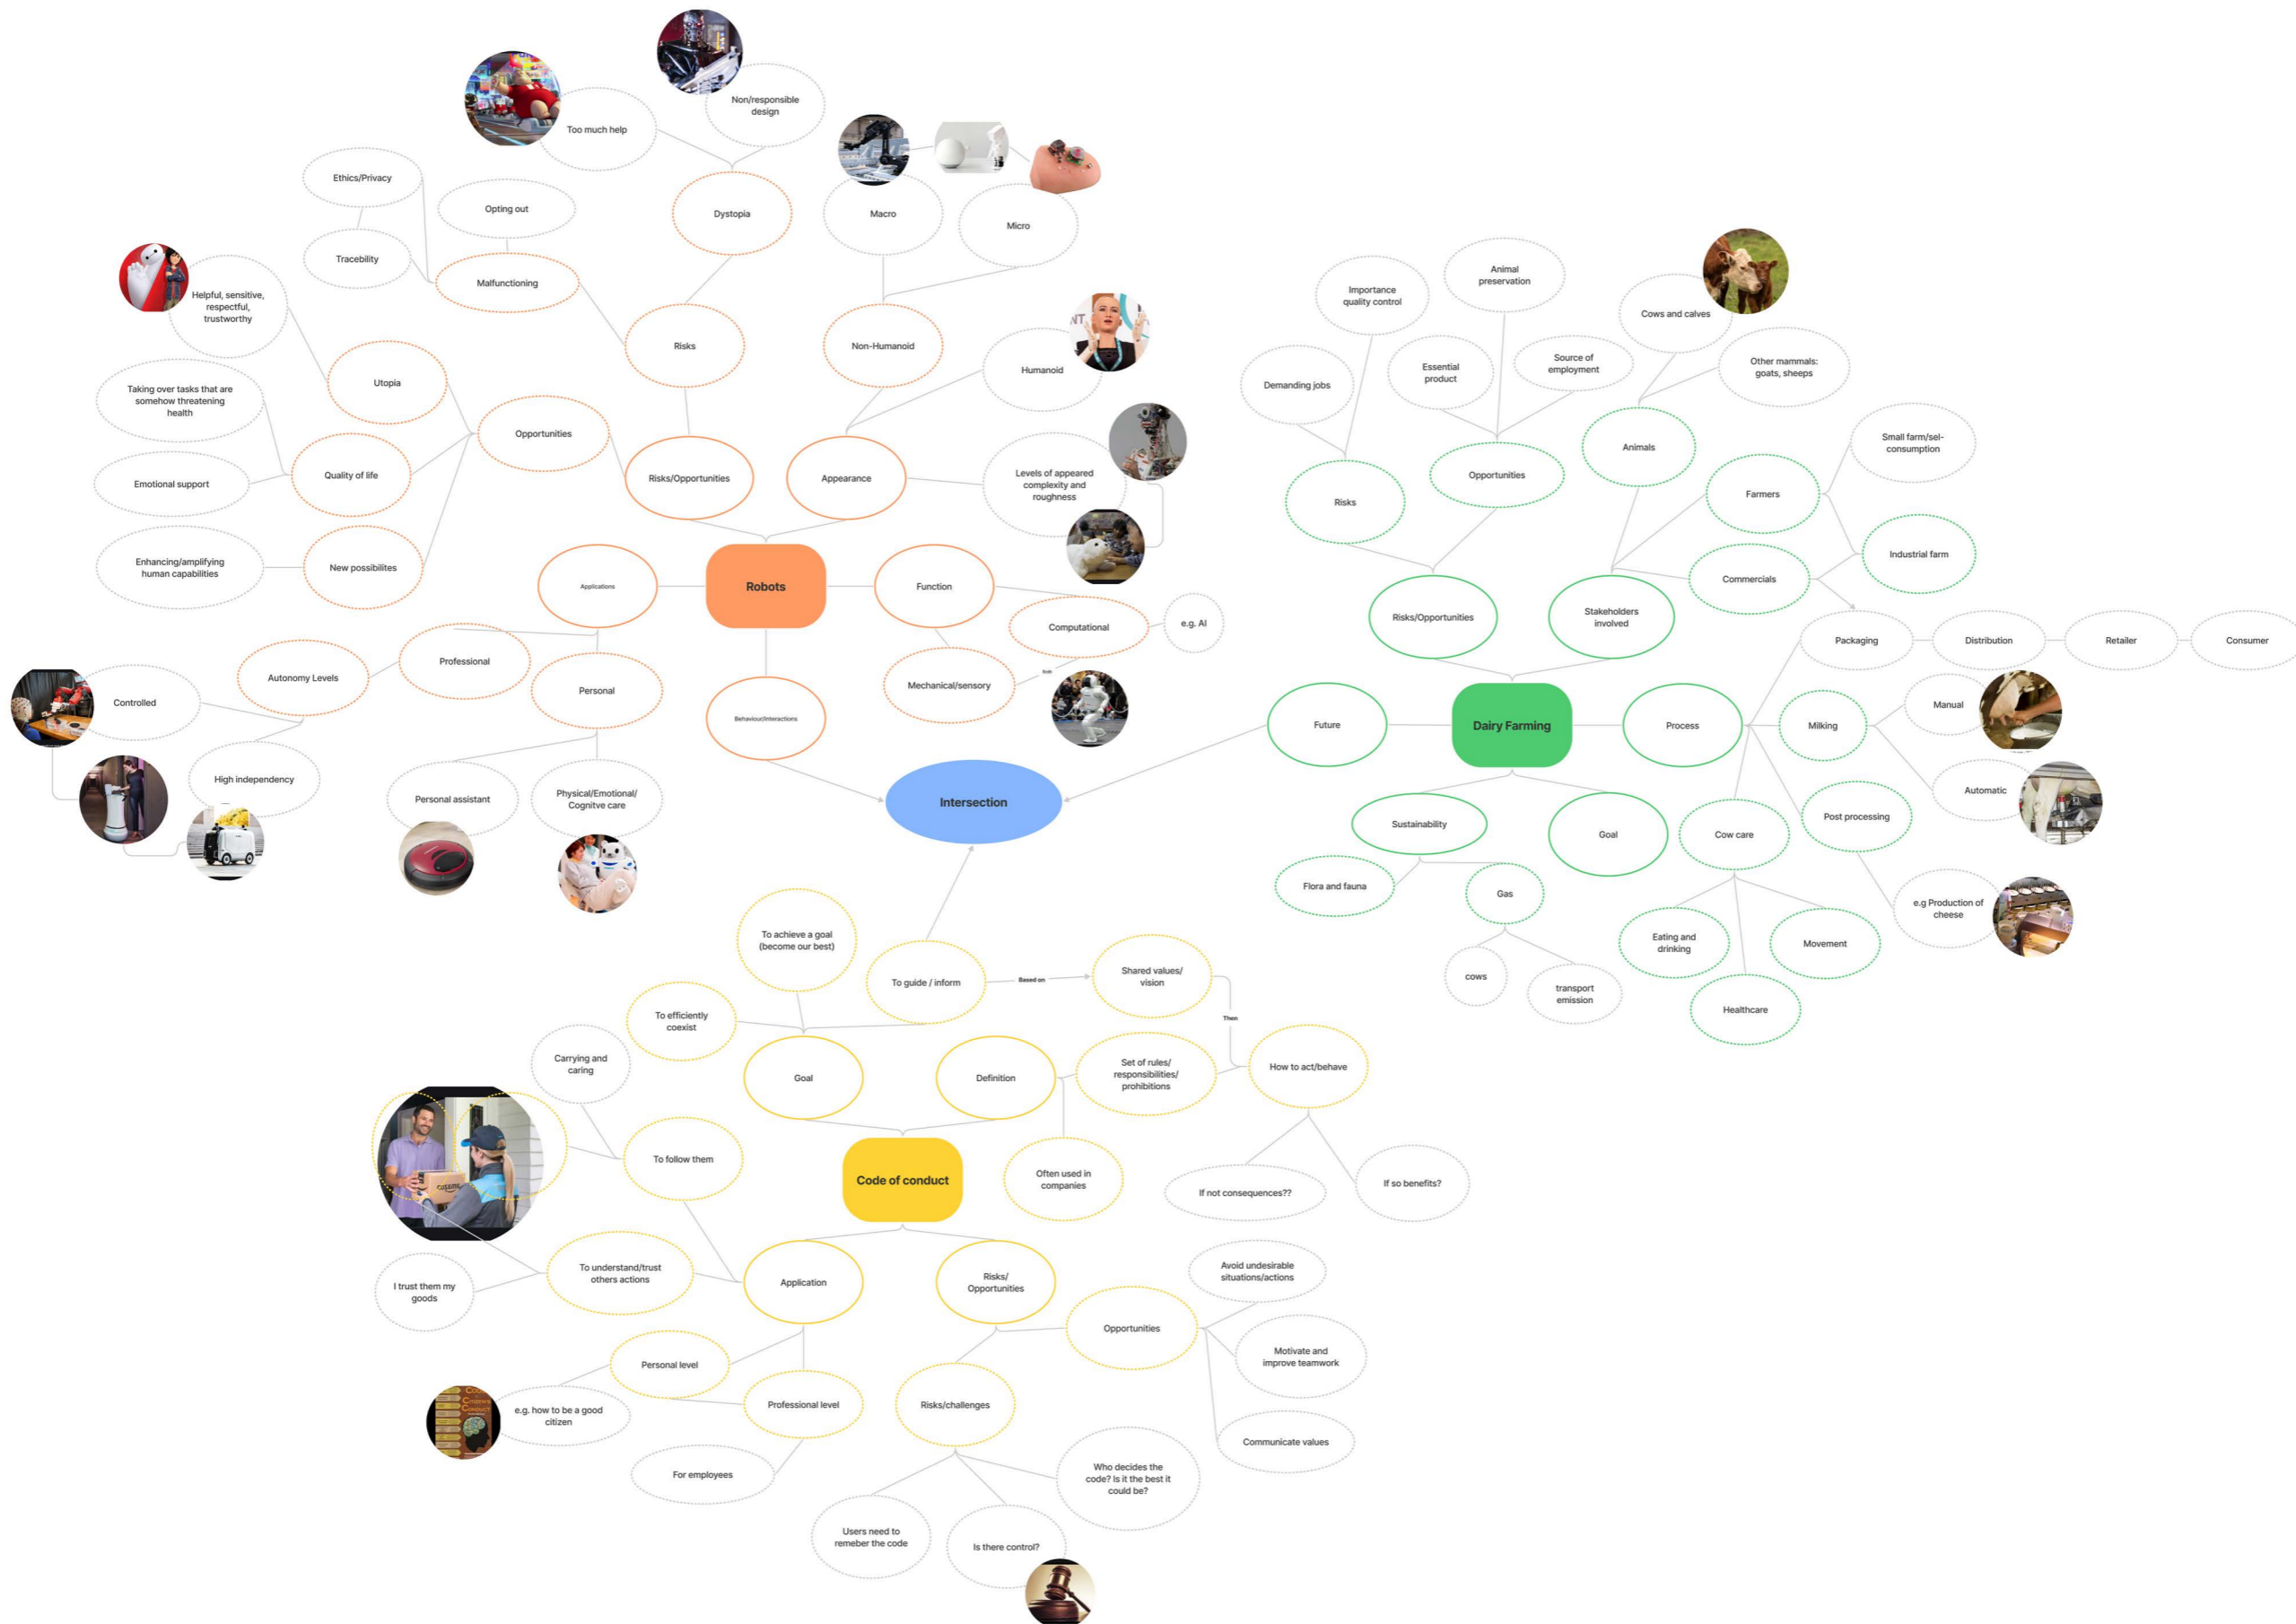 Non/responsible
design
Too much help
Ethics/Privacy
Opting out
Dystopia
Macro
Micro
Tracebility
Malfunctioning
Helpful, sensitive,
respectful,
trustworthy
Risks
Non-Humanoid
Humanoid
Utopia
Taking over tasks that are
somehow threatening
health
Opportunities
Quality of life
Emotional support
Risks/Opportunities
Appearance
Levels of appeared
complexity and
roughness
Enhancing/amplifying
human capabilities
New possibilites
Applications
Robots
Function
Computational
e.g. AI
Professional
Autonomy Levels
Personal
Mechanical/sensory
Both
Controlled
Behaviour/Interactions
High independency
Personal assistant
Physical/Emotional/
Cognitve care
Intersection
Animal
preservation
Importance
quality control
Cows and calves
Demanding jobs
Essential
product
Source of
employment
Other mammals:
goats, sheeps
Animals
Small farm/sel-
consumption
Risks
Opportunities
Farmers
Industrial farm
Commercials
Risks/Opportunities
Stakeholders
involved
Packaging
Distribution
Retailer
Consumer
Future
Dairy Farming
Process
Milking
Manual
Automatic
Sustainability
Goal
Cow care
Post processing
Flora and fauna
Gas
e.g Production of
cheese
Eating and
drinking
Movement
cows
transport
emission
Healthcare
To achieve a goal
(become our best)
To guide / inform
Based on
Shared values/
vision
To efficiently
coexist
Then
Carrying and
caring
Goal
Definition
Set of rules/
responsibilities/
prohibitions
How to act/behave
To follow them
Code of conduct
Often used in
companies
If not consequences??
If so benefits?
To understand/trust
others actions
I trust them my
goods
Application
Risks/
Opportunities
Avoid undesirable
situations/actions
Opportunities
Motivate and
improve teamwork
Personal level
e.g. how to be a good
citizen
Professional level
Risks/challenges
Communicate values
For employees
Who decides the
code? Is it the best it
could be?
Users need to
remeber the code
Is there control?